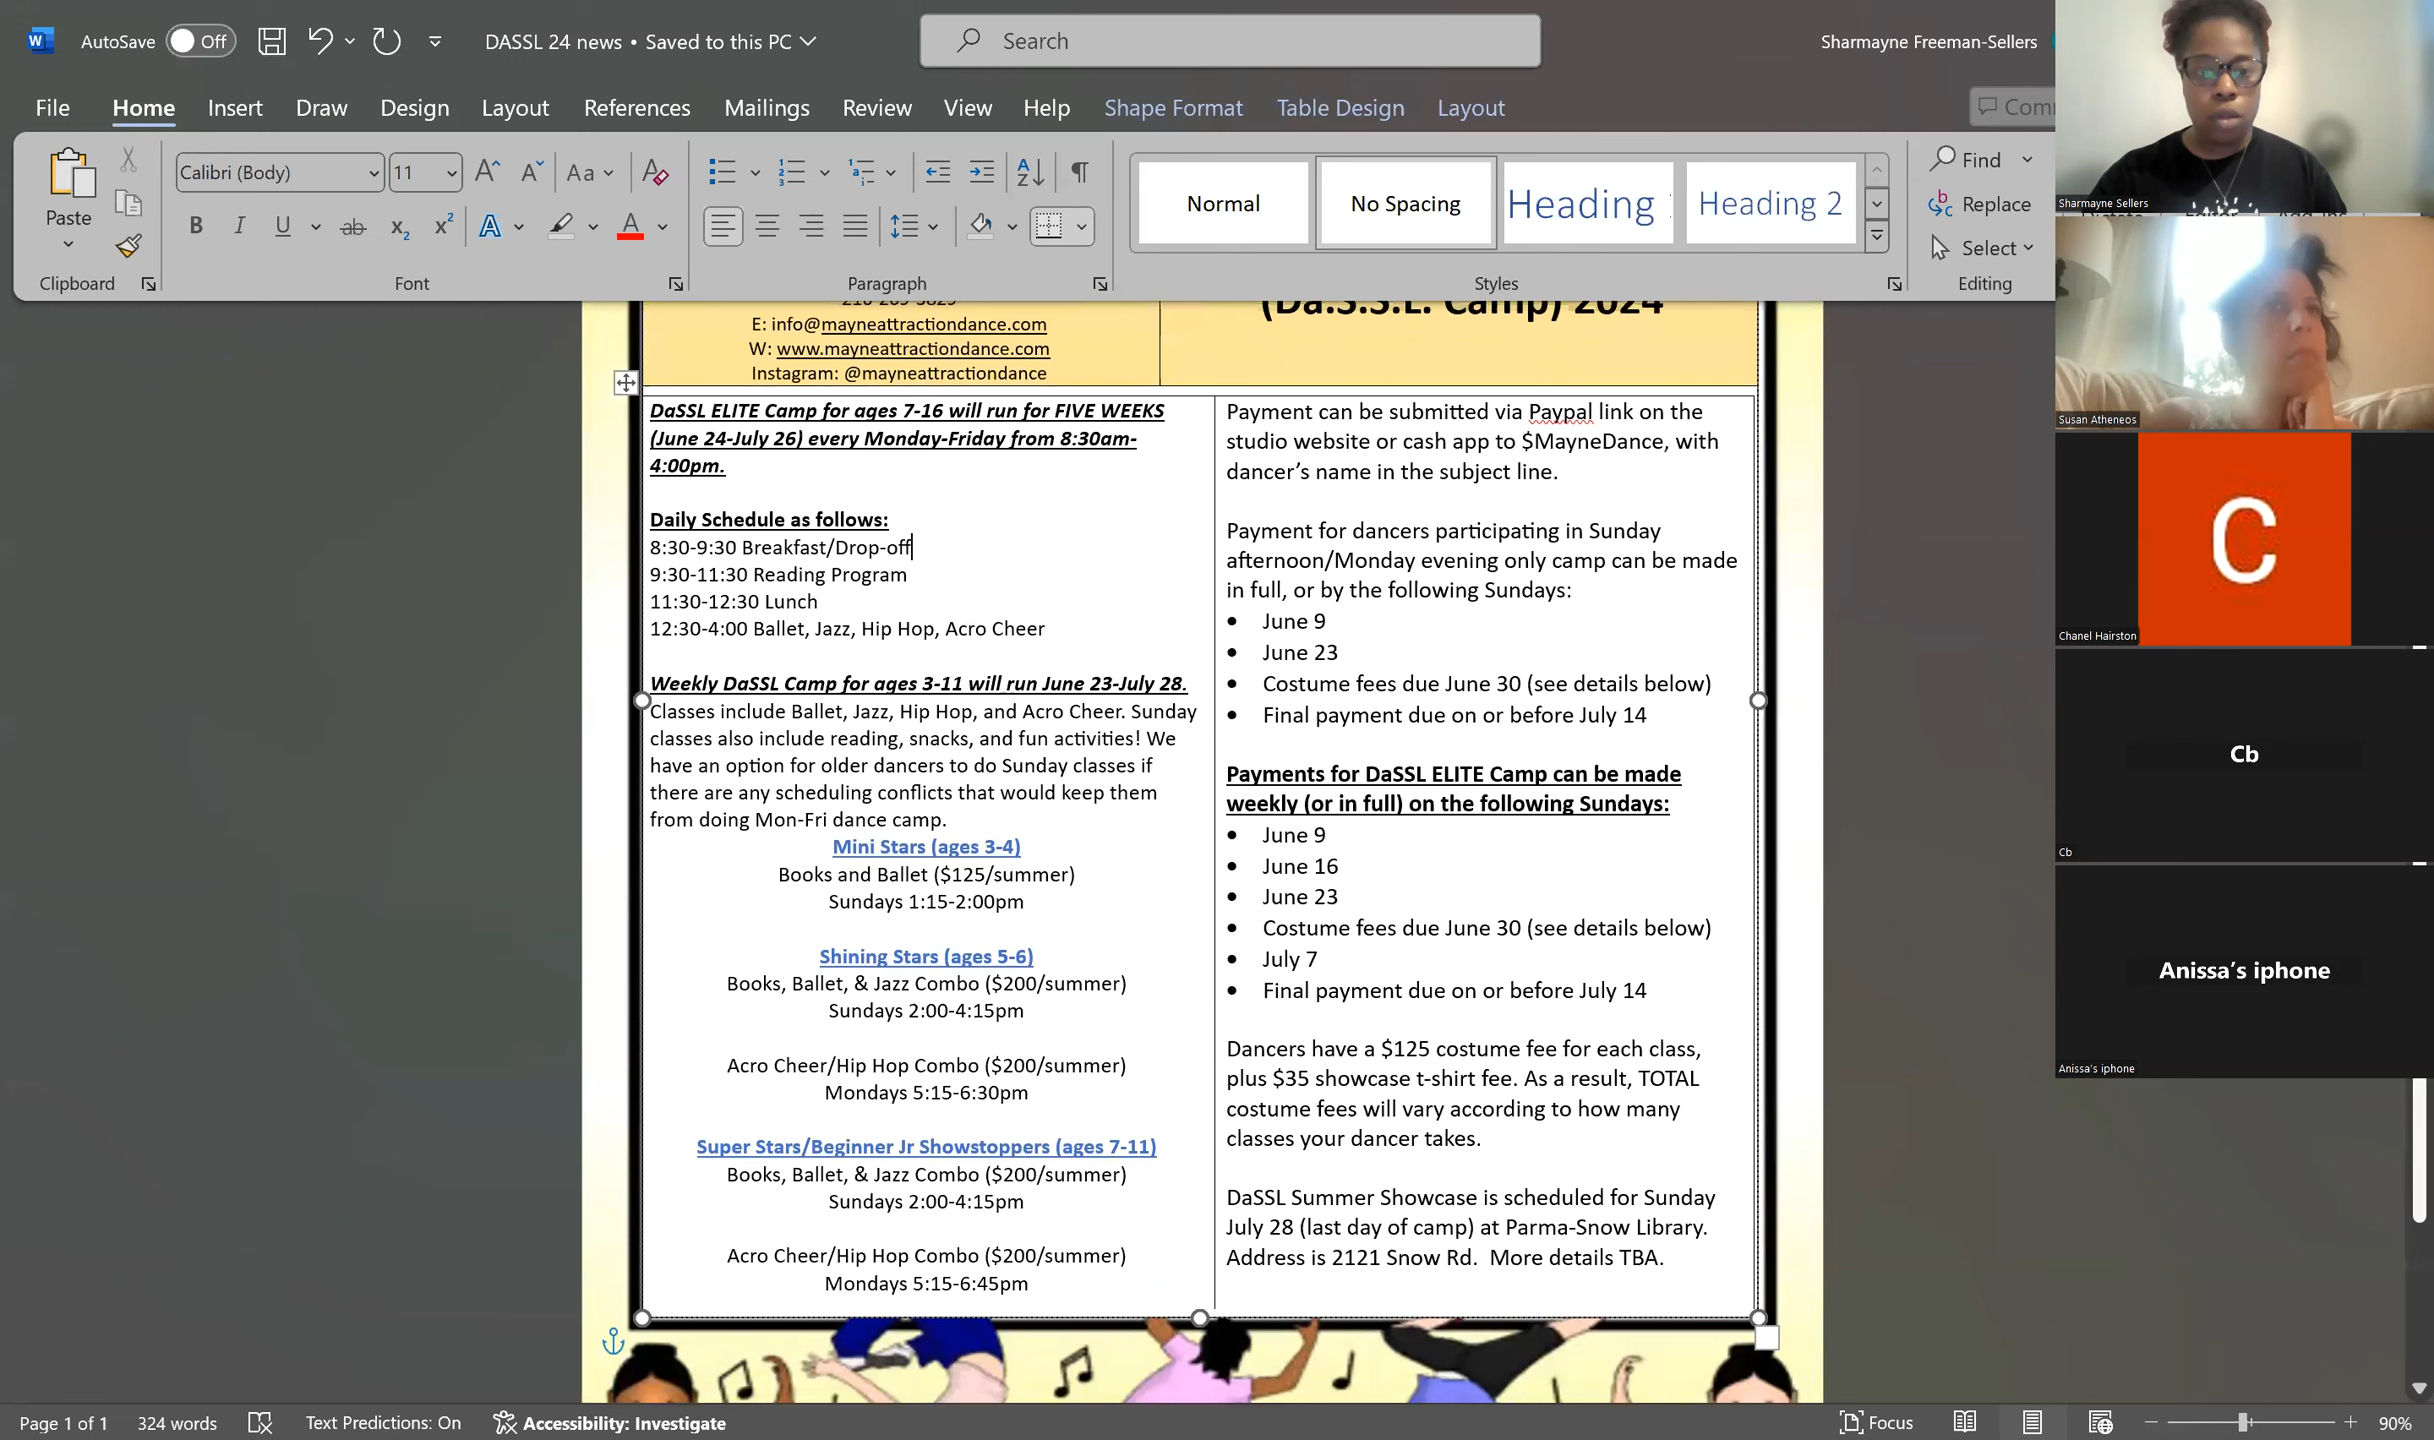 AutoSave Off DASSL 24 news • Saved to this PC Search Sharmayne Freeman-Sellers
File Home Insert Draw Design Layout References Mailings Review View Help Shape Format Table Design Layout
Paste Calibri (Body) 11 Aa Normal No Spacing Heading Heading 2 Find Replace Select
Clipboard Font Paragraph Styles Editing
(Da.S.S.L. Camp) 2024
E: info@mayneattractiondance.com
W: www.mayneattractiondance.com
Instagram: @mayneattractiondance
DaSSL ELITE Camp for ages 7-16 will run for FIVE WEEKS
(June 24-July 26) every Monday-Friday from 8:30am-
4:00pm.
Daily Schedule as follows:
8:30-9:30 Breakfast/Drop-off
9:30-11:30 Reading Program
11:30-12:30 Lunch
12:30-4:00 Ballet, Jazz, Hip Hop, Acro Cheer
Weekly DaSSL Camp for ages 3-11 will run June 23-July 28.
Classes include Ballet, Jazz, Hip Hop, and Acro Cheer. Sunday
classes also include reading, snacks, and fun activities! We
have an option for older dancers to do Sunday classes if
there are any scheduling conflicts that would keep them
from doing Mon-Fri dance camp.
Mini Stars (ages 3-4)
Books and Ballet ($125/summer)
Sundays 1:15-2:00pm
Shining Stars (ages 5-6)
Books, Ballet, & Jazz Combo ($200/summer)
Sundays 2:00-4:15pm
Acro Cheer/Hip Hop Combo ($200/summer)
Mondays 5:15-6:30pm
Super Stars/Beginner Jr Showstoppers (ages 7-11)
Books, Ballet, & Jazz Combo ($200/summer)
Sundays 2:00-4:15pm
Acro Cheer/Hip Hop Combo ($200/summer)
Mondays 5:15-6:45pm
Payment can be submitted via Paypal link on the
studio website or cash app to $MayneDance, with
dancer's name in the subject line.
Payment for dancers participating in Sunday
afternoon/Monday evening only camp can be made
in full, or by the following Sundays:
• June 9
• June 23
• Costume fees due June 30 (see details below)
• Final payment due on or before July 14
Payments for DaSSL ELITE Camp can be made
weekly (or in full) on the following Sundays:
• June 9
• June 16
• June 23
• Costume fees due June 30 (see details below)
• July 7
• Final payment due on or before July 14
Dancers have a $125 costume fee for each class,
plus $35 showcase t-shirt fee. As a result, TOTAL
costume fees will vary according to how many
classes your dancer takes.
DaSSL Summer Showcase is scheduled for Sunday
July 28 (last day of camp) at Parma-Snow Library.
Address is 2121 Snow Rd. More details TBA.
Sharmayne Sellers
Susan Atheneos
C
Chanel Hairston
Cb
Cb
Anissa's iphone
Anissa's iphone
Page 1 of 1 324 words Text Predictions: On Accessibility: Investigate Focus 90%